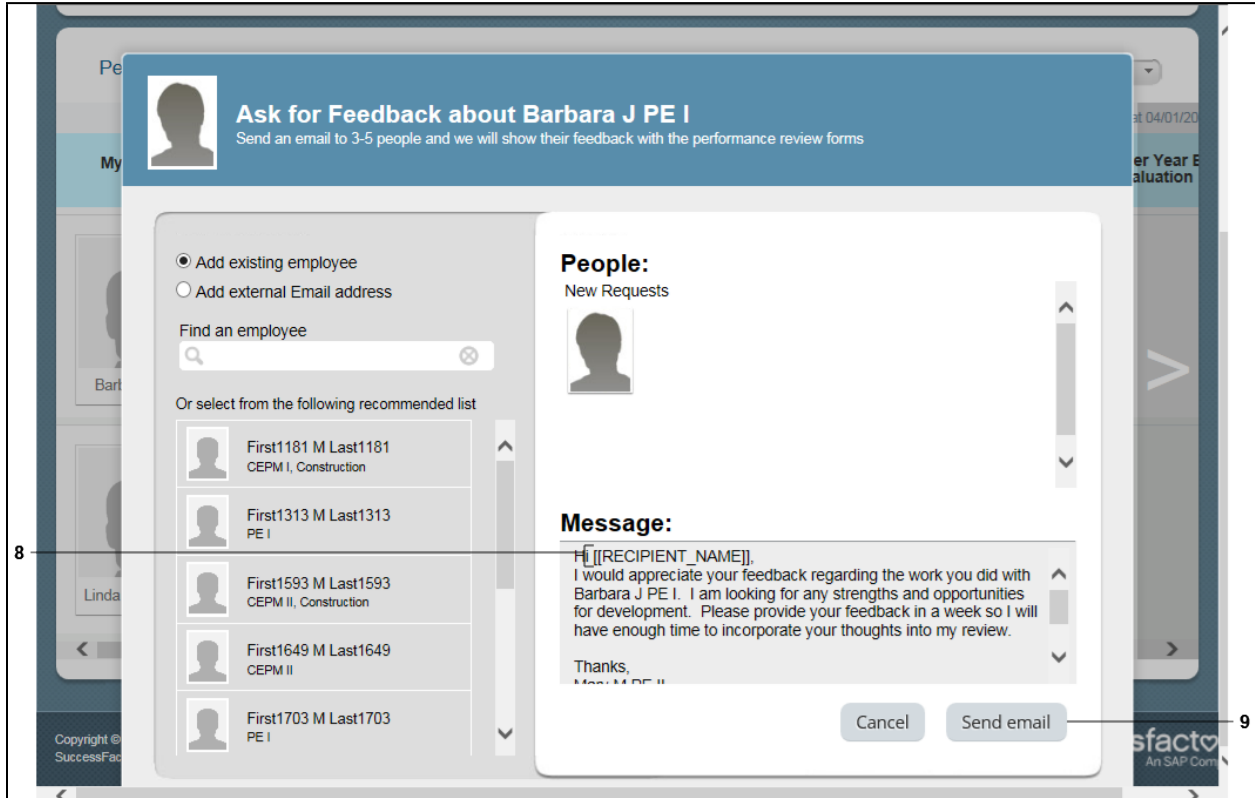 Pe
Ask for Feedback about Barbara J PE I
Send an email to 3-5 people and we will show their feedback with the performance review forms
at 04/01/20
My
er Year E
aluation
Add existing employee
Add external Email address
Find an employee
Or select from the following recommended list
First1181 M Last1181
CEPM I, Construction
First1313 M Last1313
PE I
First1593 M Last1593
CEPM II, Construction
First1649 M Last1649
CEPM II
First1703 M Last1703
PE I
People:
New Requests
Message:
Hi [[RECIPIENT_NAME]],
I would appreciate your feedback regarding the work you did with
Barbara J PE I. I am looking for any strengths and opportunities
for development. Please provide your feedback in a week so I will
have enough time to incorporate your thoughts into my review.
Thanks,
Mary M PE II
Cancel
Send email
8
9
Barb
Linda
>
Copyright ©
SuccessFac
sfacto
An SAP Com